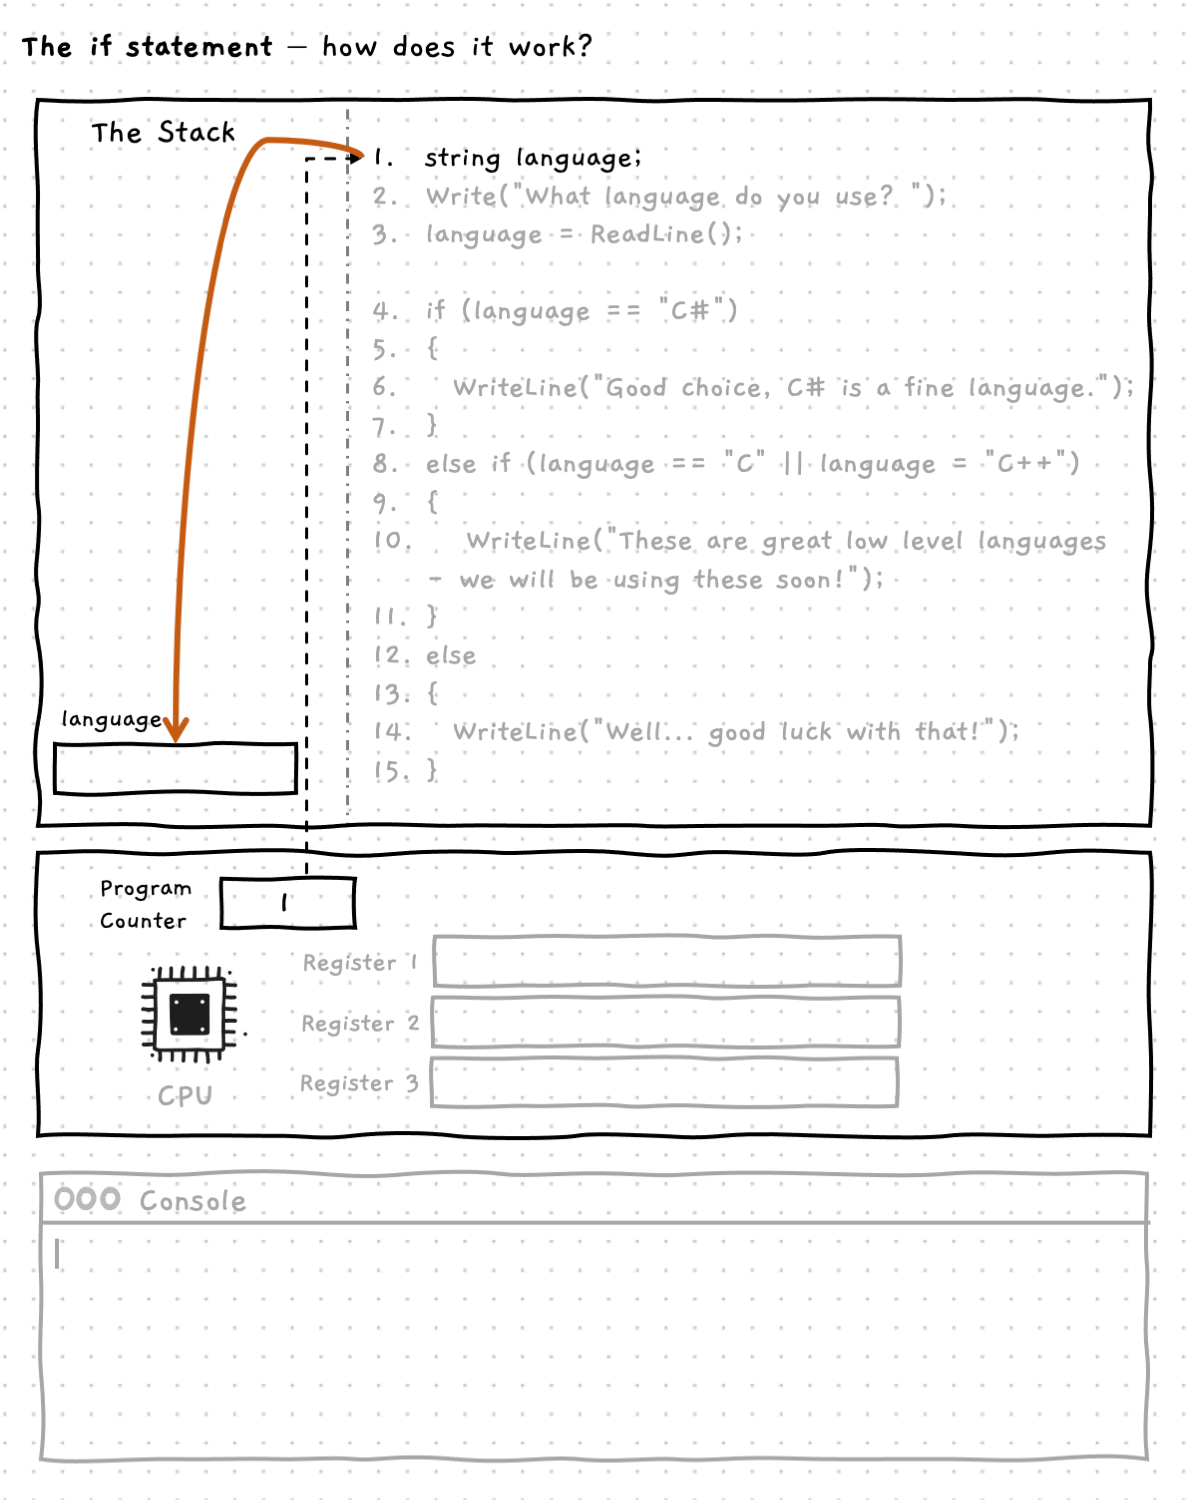 The if statement – how does it work?
The Stack
1. string language;
2. Write("What language do you use? ");
3. language = ReadLine();
4. if (language == "C#")
5. {
6. WriteLine("Good choice, C# is a fine language.");
7. }
8. else if (language == "C" || language = "C++")
9. {
10. WriteLine("These are great low level languages
- we will be using these soon!");
11. }
12. else
13. {
14. WriteLine("Well... good luck with that!");
15. }
language
Program
Counter
1
Register 1
Register 2
Register 3
CPU
Console